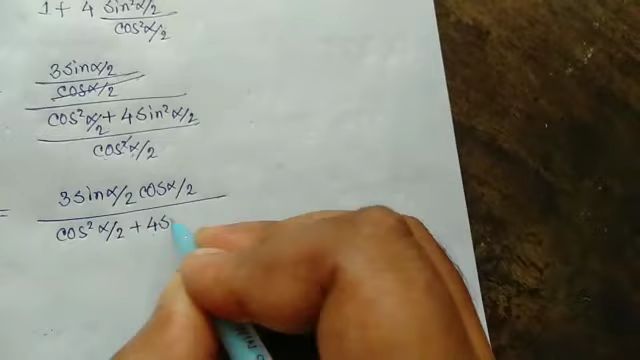 1 + 4 sin²α/2
cos²α/2
3sinα/2
cosα/2
cos²α/2 + 4sin²α/2
cos²α/2
= 3sinα/2 cosα/2
cos²α/2 + 4s